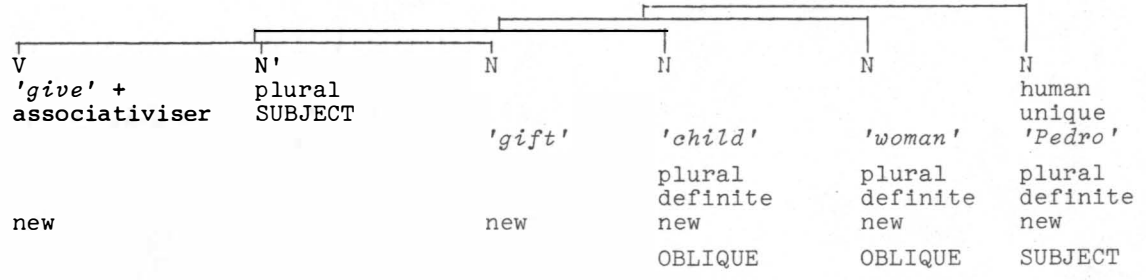 V N' N N N N
'give' + plural human
associativiser SUBJECT unique
'gift' 'child' 'woman' 'Pedro'
plural plural plural
definite definite definite
new new new new new
OBLIQUE OBLIQUE SUBJECT